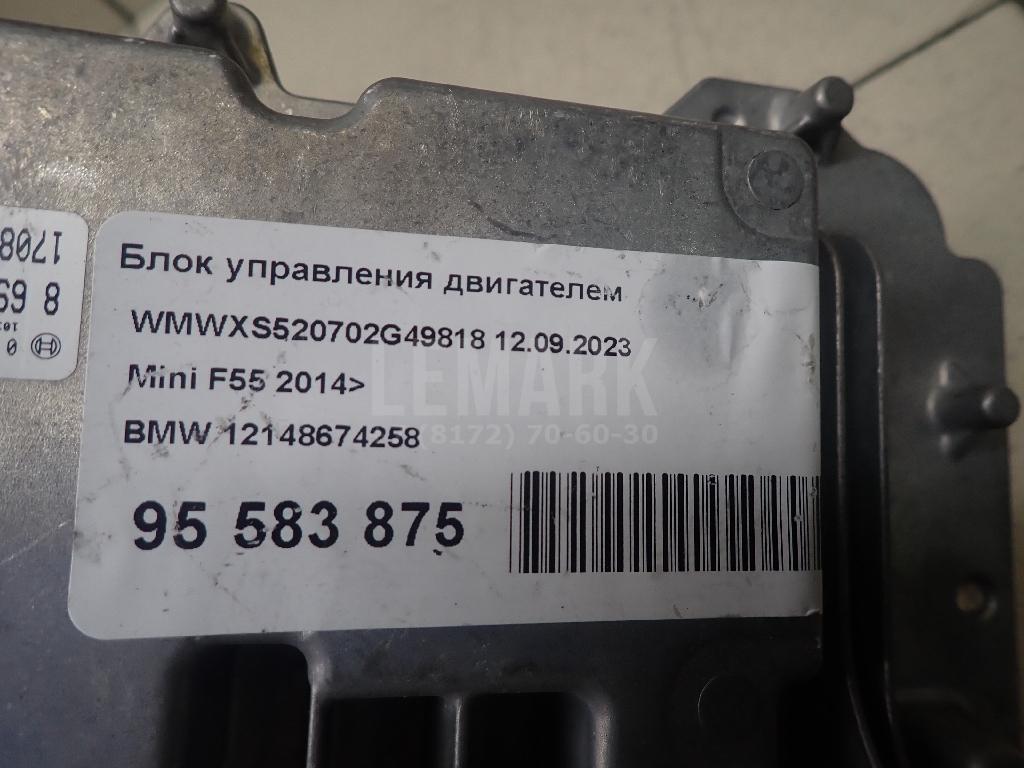 Блок управления двигателем
WMWXS520702G49818 12.09.2023
Mini F55 2014>
BMW 12148674258
95 583 875
LEMARK
(8172) 70-60-30
1708
8 69
0